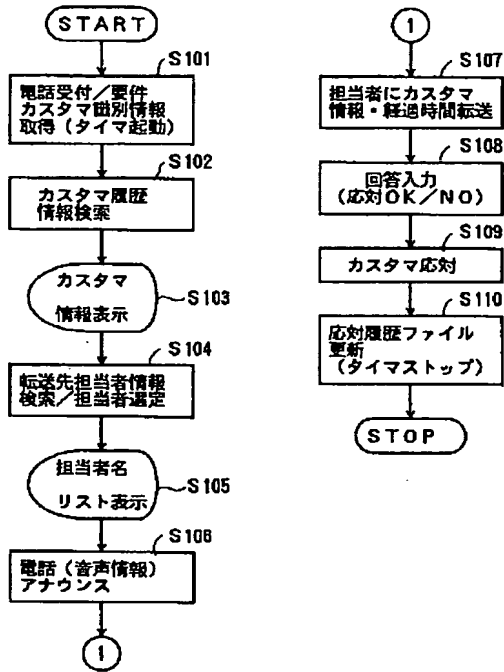 START
S101
電話受付/要件
カスタマ識別情報
取得(タイマ起動)
S102
カスタマ履歴
情報検索
カスタマ
情報表示
S103
S104
転送先担当者情報
検索/担当者選定
担当者名
リスト表示
S105
S106
電話(音声情報)
アナウンス
1
1
S107
担当者にカスタマ
情報・経過時間転送
S108
回答入力
(応対OK/NO)
S109
カスタマ応対
S110
応対履歴ファイル
更新
(タイマストップ)
STOP